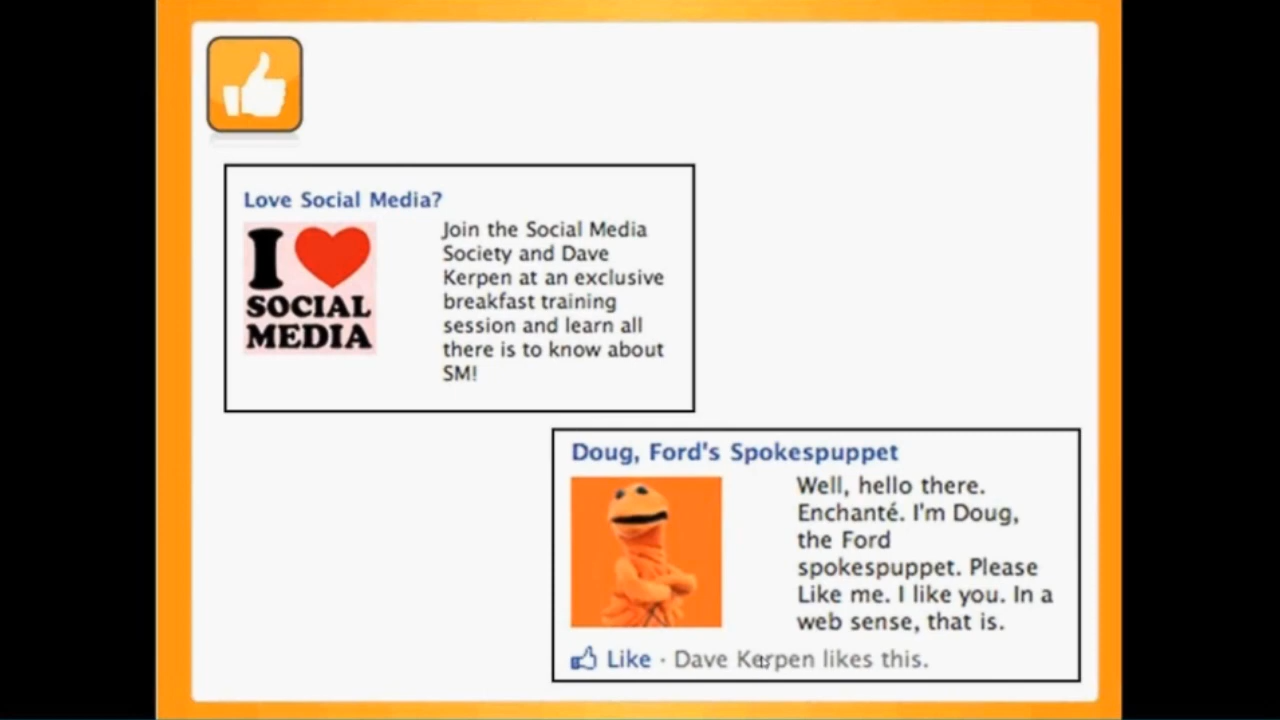 Love Social Media?
I
SOCIAL
MEDIA
Join the Social Media
Society and Dave
Kerpen at an exclusive
breakfast training
session and learn all
there is to know about
SM!
Doug, Ford's Spokespuppet
Well, hello there.
Enchanté. I'm Doug,
the Ford
spokespuppet. Please
Like me. I like you. In a
web sense, that is.
Like · Dave Kerpen likes this.